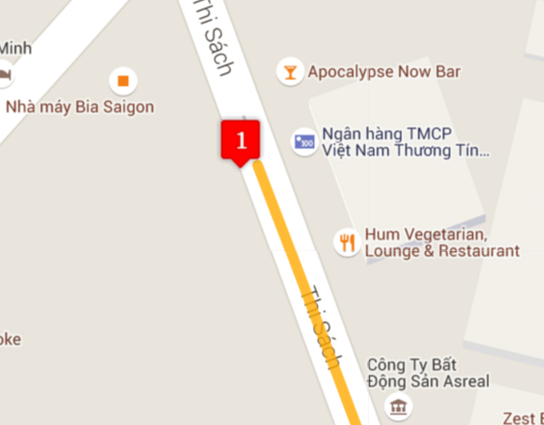 Thi Sách
Minh
Apocalypse Now Bar
Nhà máy Bia Saigon
1
Ngân hàng TMCP
Việt Nam Thương Tín...
100
Hum Vegetarian,
Lounge & Restaurant
Thi Sách
oke
Công Ty Bất
Động Sản Asreal
Zest